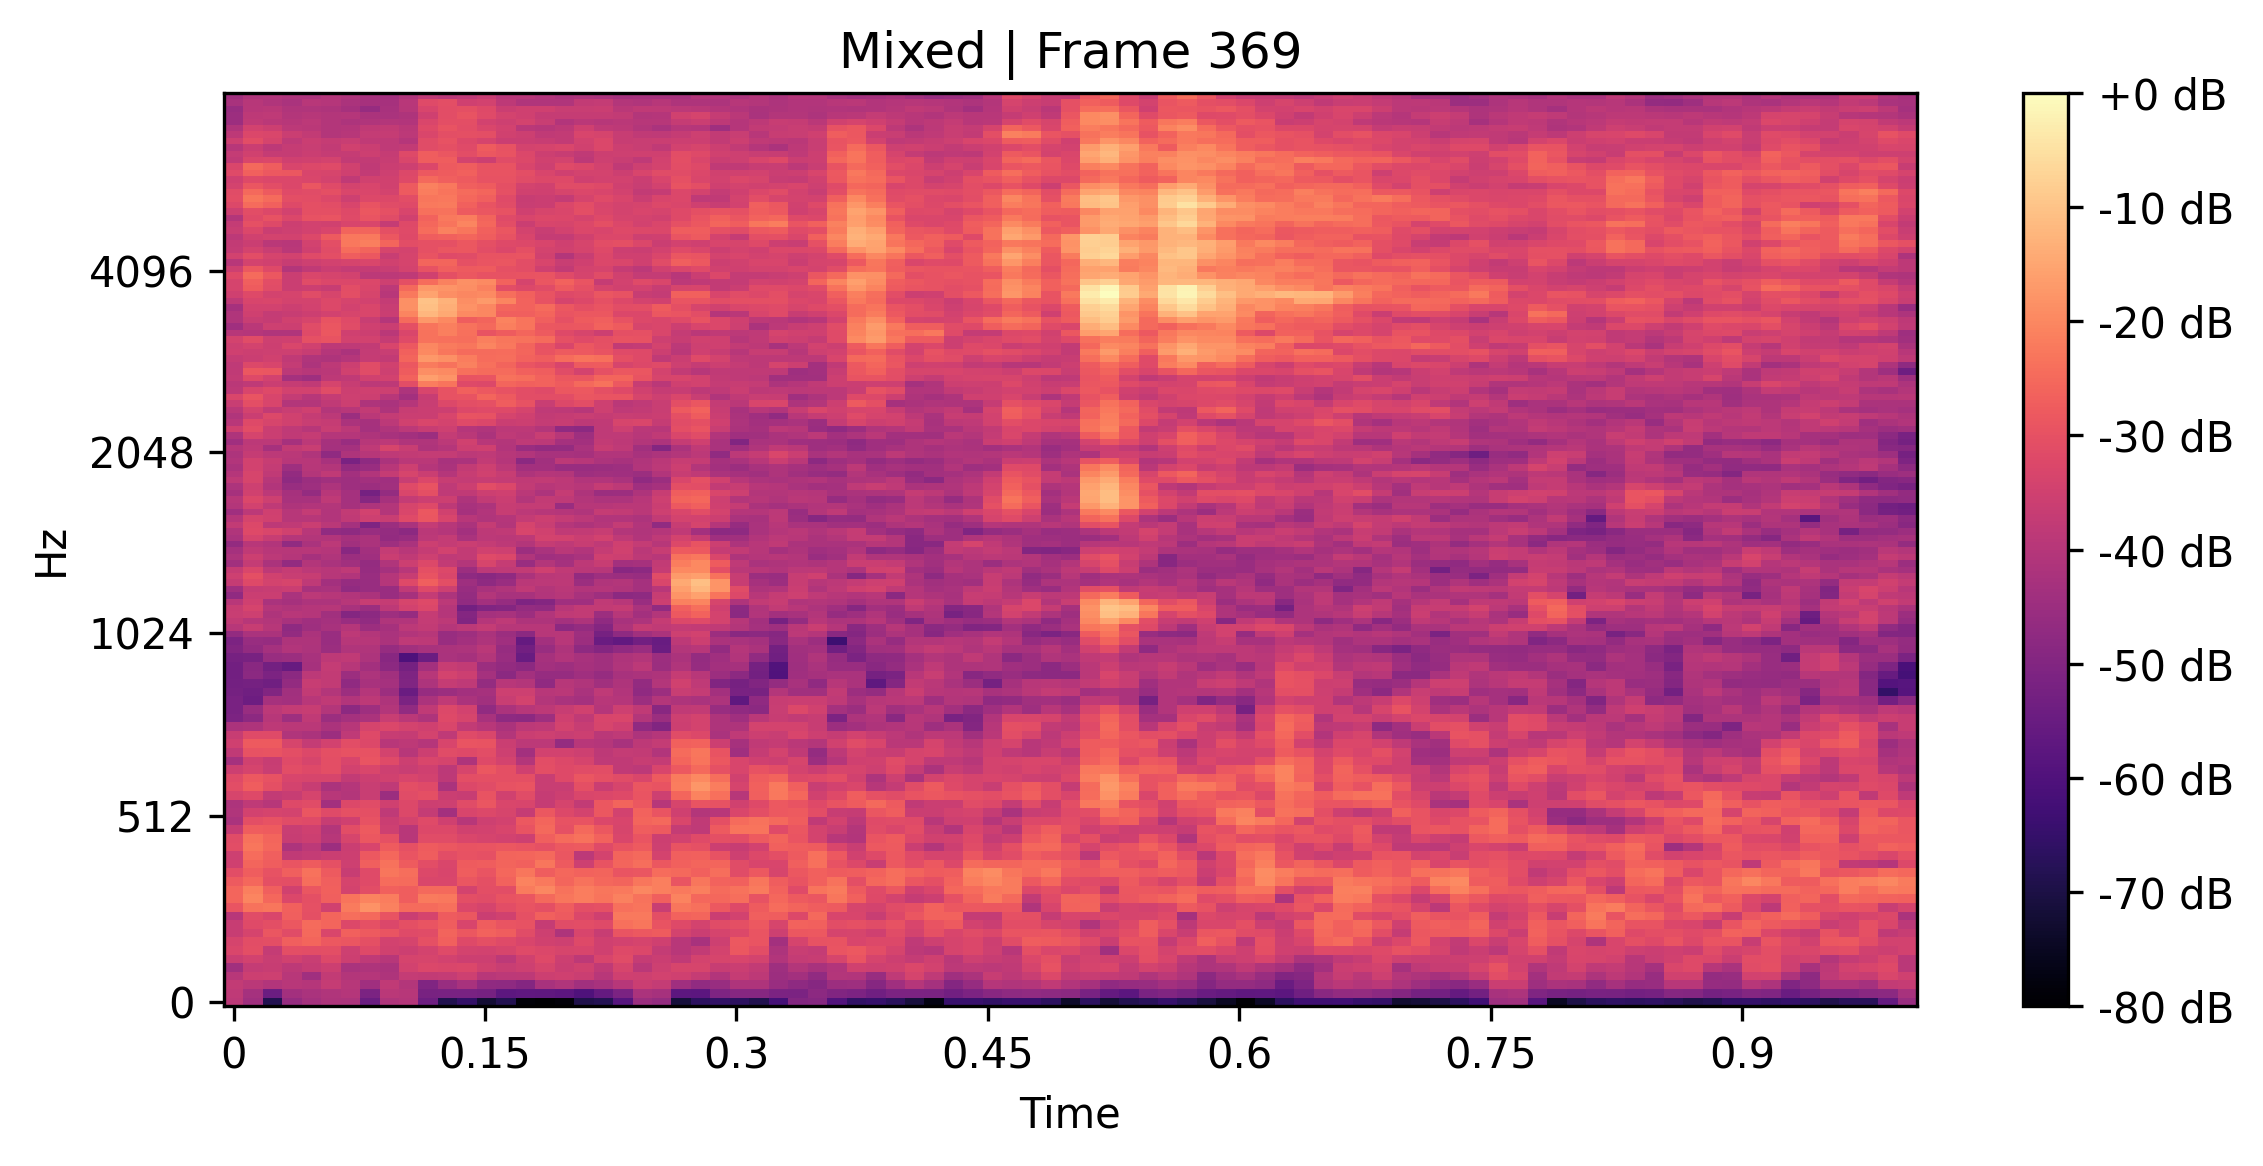 Mixed | Frame 369
Hz
4096
2048
1024
512
0
0 0.15 0.3 0.45 0.6 0.75 0.9
Time
+0 dB
-10 dB
-20 dB
-30 dB
-40 dB
-50 dB
-60 dB
-70 dB
-80 dB